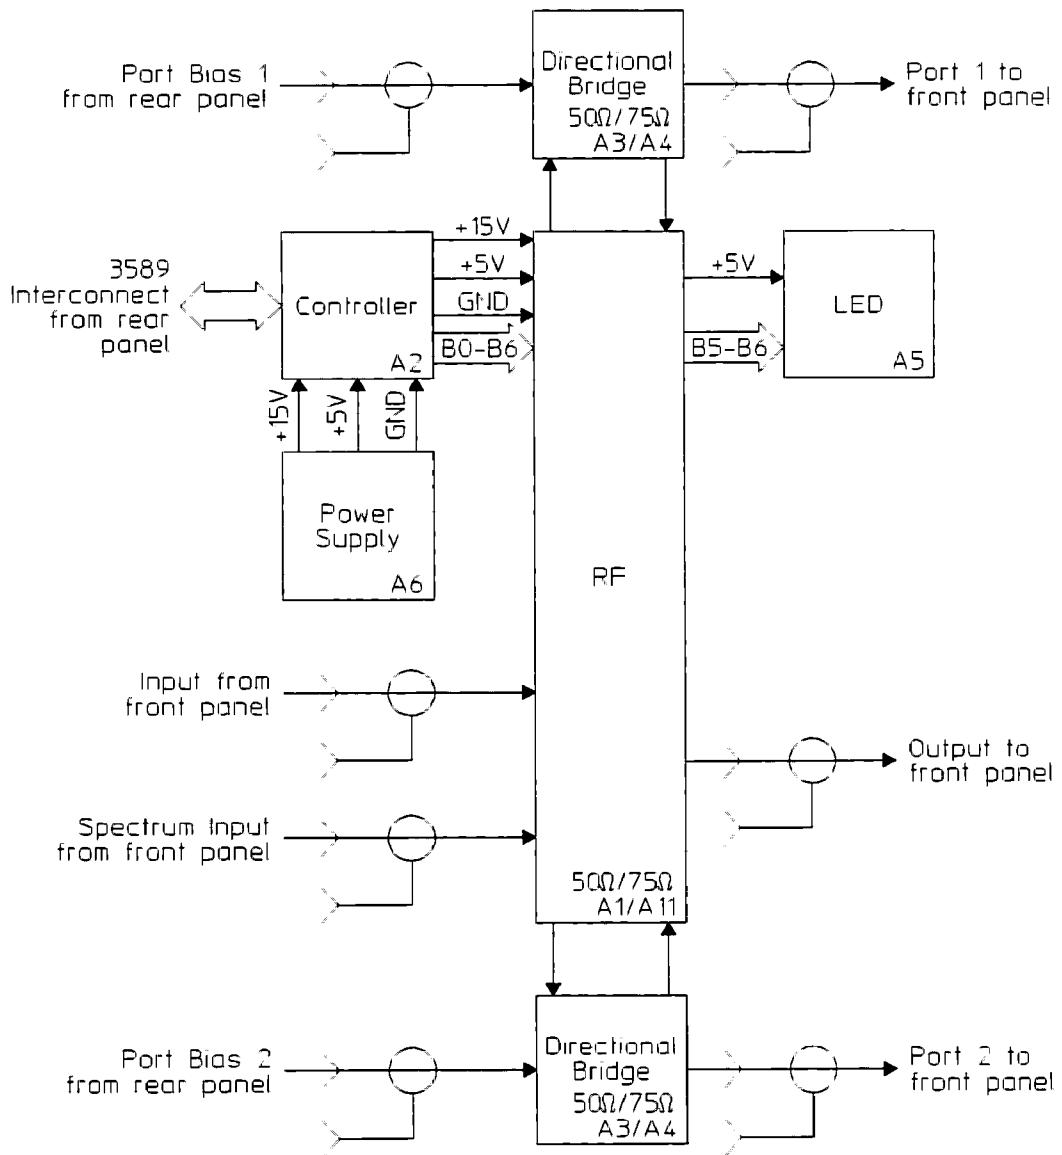 Port Bias 1
from rear panel
Directional
Bridge
50Ω/75Ω
A3/A4
Port 1 to
front panel
3589
Interconnect
from rear
panel
Controller
A2
+15V
+5V
GND
B0-B6
+5V
B5-B6
LED
A5
+15V
+5V
GND
Power
Supply
A6
RF
Input from
front panel
Output to
front panel
Spectrum Input
from front panel
50Ω/75Ω
A1/A11
Port Bias 2
from rear panel
Directional
Bridge
50Ω/75Ω
A3/A4
Port 2 to
front panel